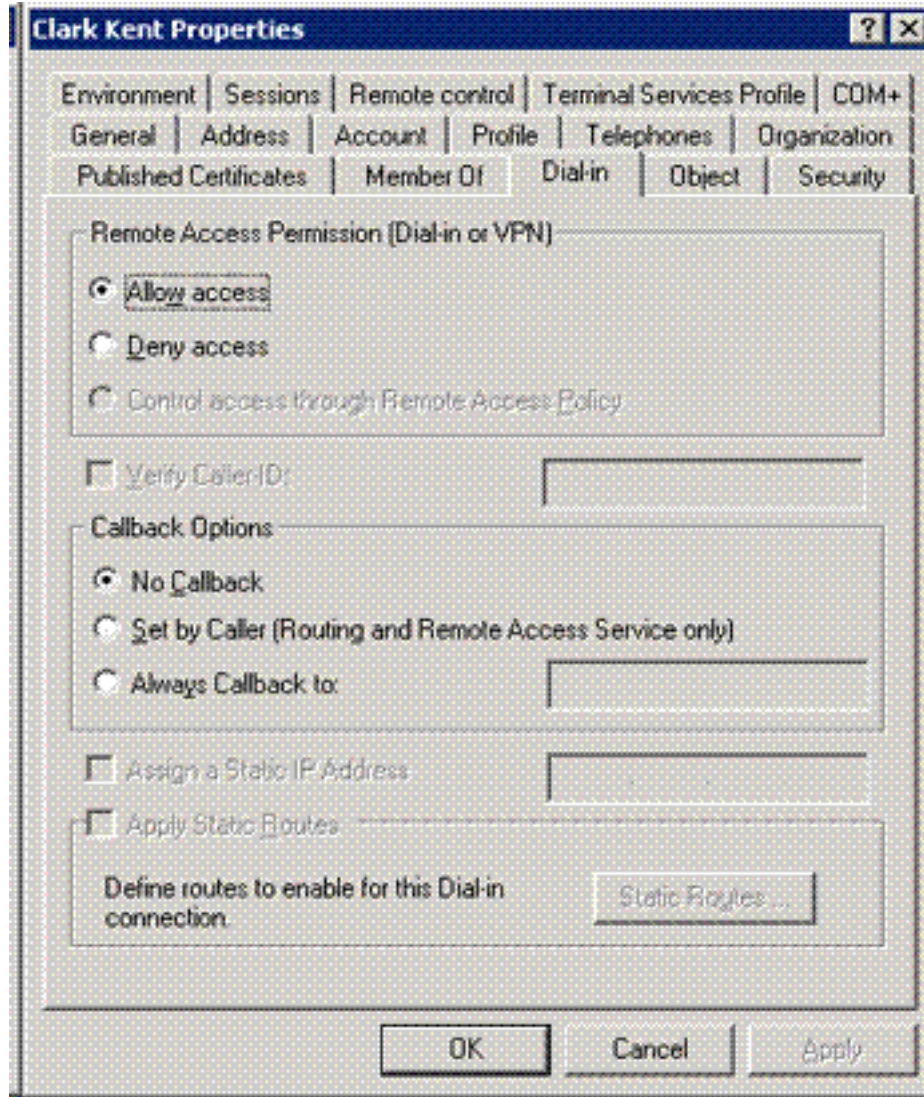 Clark Kent Properties
Environment Sessions Remote control Terminal Services Profile COM+
General Address Account Profile Telephones Organization
Published Certificates Member Of Dial-in Object Security
Remote Access Permission (Dial-in or VPN)
Allow access
Deny access
Control access through Remote Access Policy
Verify Caller-ID:
Callback Options
No Callback
Set by Caller (Routing and Remote Access Service only)
Always Callback to:
Assign a Static IP Address
Apply Static Routes
Define routes to enable for this Dial-in
connection.
Static Routes ...
OK Cancel Apply